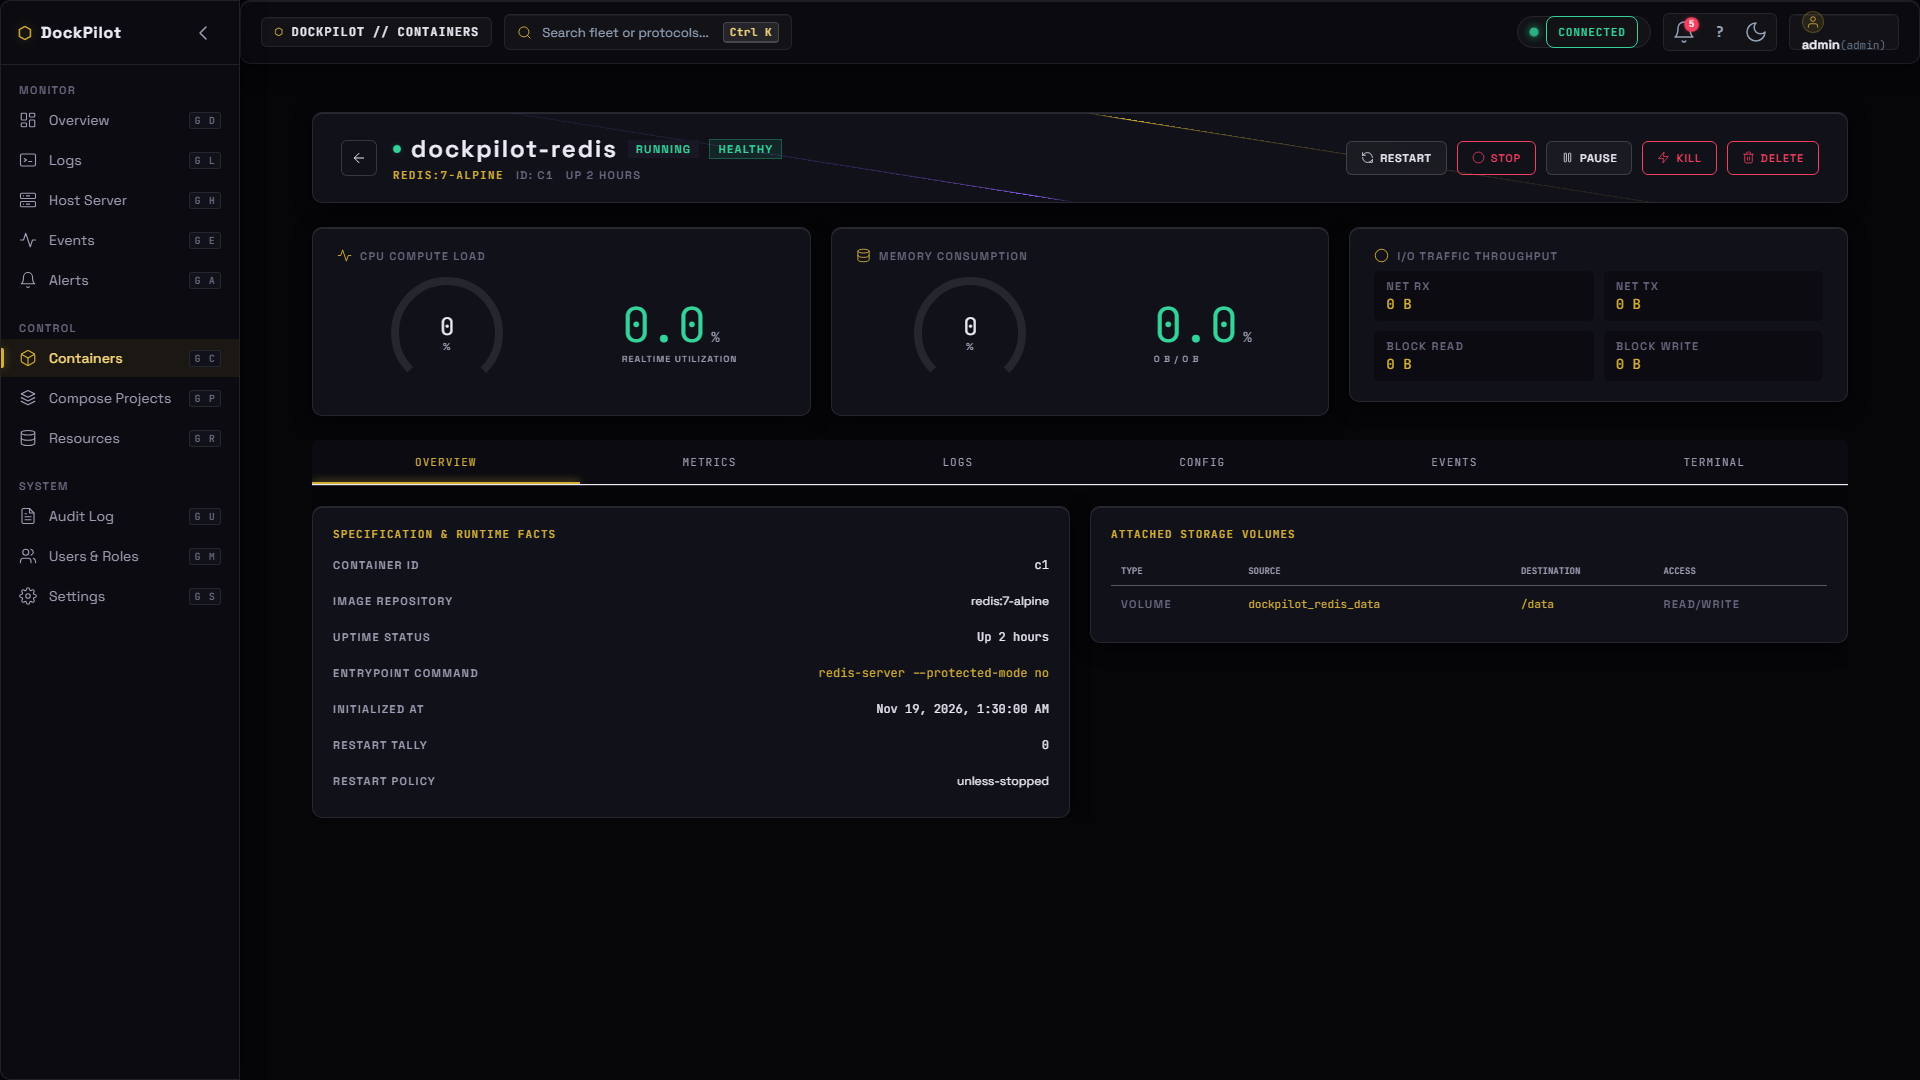 DockPilot
DOCKPILOT // CONTAINERS
Search fleet or protocols...
Ctrl K
CONNECTED
5
?
admin(admin)
MONITOR
Overview G D
Logs G L
Host Server G H
Events G E
Alerts G A
CONTROL
Containers G C
Compose Projects G P
Resources G R
SYSTEM
Audit Log G U
Users & Roles G M
Settings G S
dockpilot-redis RUNNING HEALTHY
REDIS:7-ALPINE ID: C1 UP 2 HOURS
RESTART STOP PAUSE KILL DELETE
CPU COMPUTE LOAD
0
%
0.0 %
REALTIME UTILIZATION
MEMORY CONSUMPTION
0
%
0.0 %
0 B / 0 B
I/O TRAFFIC THROUGHPUT
NET RX
0 B
NET TX
0 B
BLOCK READ
0 B
BLOCK WRITE
0 B
OVERVIEW METRICS LOGS CONFIG EVENTS TERMINAL
SPECIFICATION & RUNTIME FACTS
CONTAINER ID c1
IMAGE REPOSITORY redis:7-alpine
UPTIME STATUS Up 2 hours
ENTRYPOINT COMMAND redis-server --protected-mode no
INITIALIZED AT Nov 19, 2026, 1:30:00 AM
RESTART TALLY 0
RESTART POLICY unless-stopped
ATTACHED STORAGE VOLUMES
TYPE SOURCE DESTINATION ACCESS
VOLUME dockpilot_redis_data /data READ/WRITE